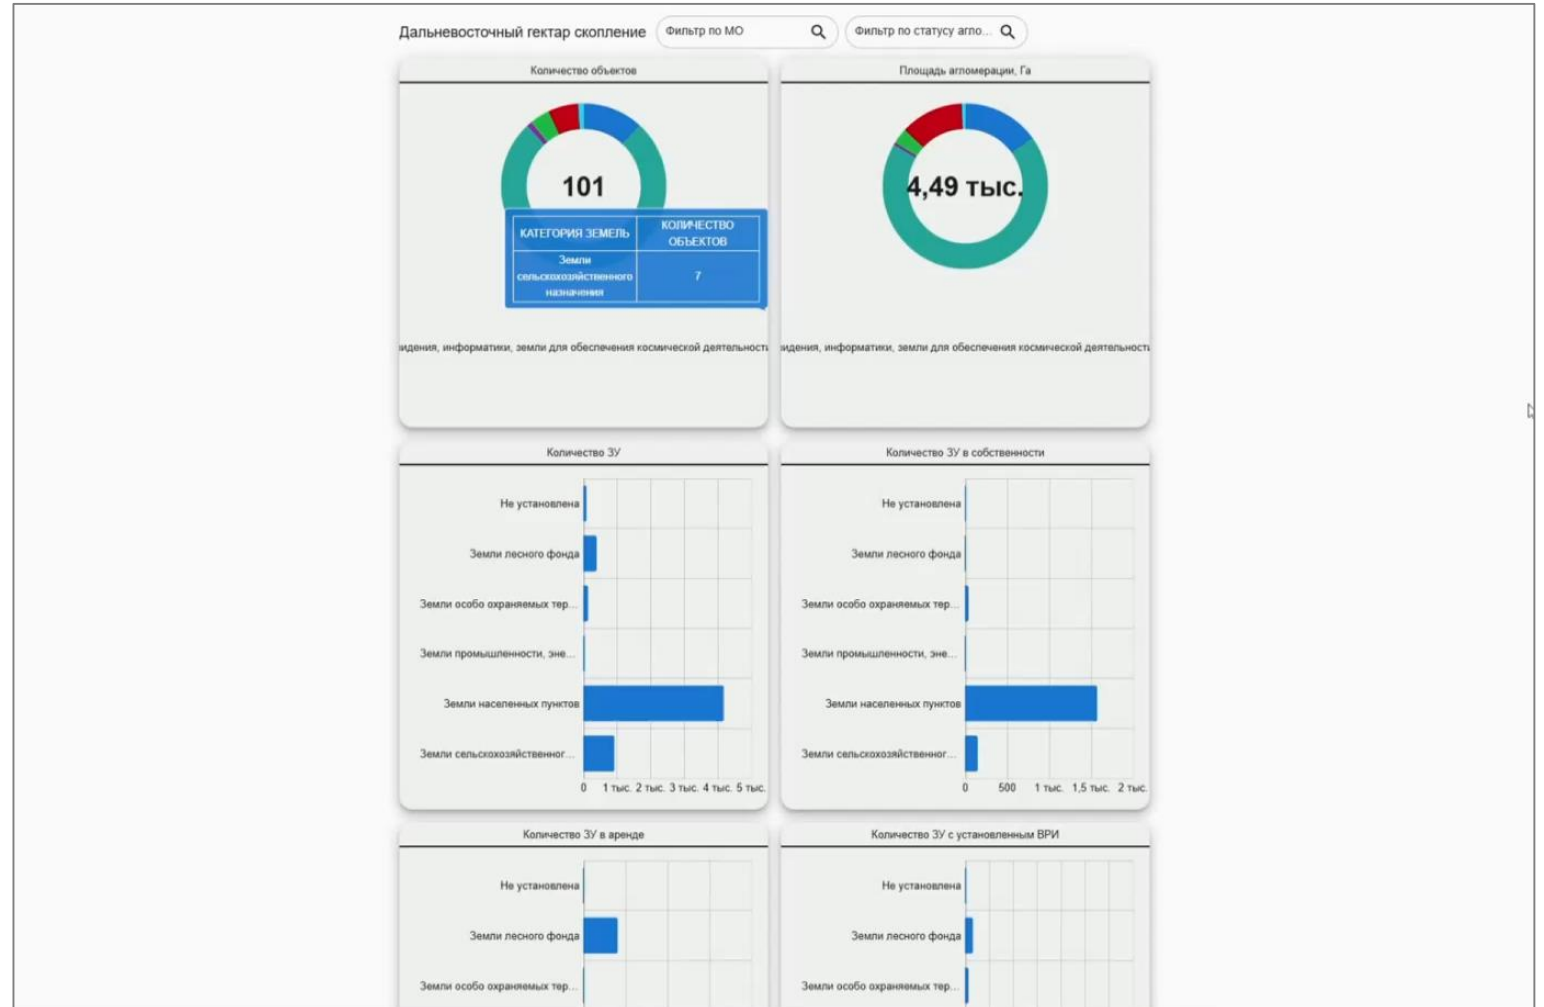 Дальневосточный гектар скопление
Фильтр по МО
Фильтр по статусу агло...
Количество объектов
101
КАТЕГОРИЯ ЗЕМЕЛЬ
КОЛИЧЕСТВО
ОБЪЕКТОВ
Земли
сельскохозяйственного
назначения
7
идения, информатики, земли для обеспечения космической деятельности
Площадь агломерации, Га
4,49 тыс.
идения, информатики, земли для обеспечения космической деятельности
Количество ЗУ
Не установлена
Земли лесного фонда
Земли особо охраняемых тер...
Земли промышленности, эне...
Земли населенных пунктов
Земли сельскохозяйственног...
0 1 тыс. 2 тыс. 3 тыс. 4 тыс. 5 тыс.
Количество ЗУ в собственности
Не установлена
Земли лесного фонда
Земли особо охраняемых тер...
Земли промышленности, эне...
Земли населенных пунктов
Земли сельскохозяйственног...
0 500 1 тыс. 1,5 тыс. 2 тыс.
Количество ЗУ в аренде
Не установлена
Земли лесного фонда
Земли особо охраняемых тер...
Количество ЗУ с установленным ВРИ
Не установлена
Земли лесного фонда
Земли особо охраняемых тер...